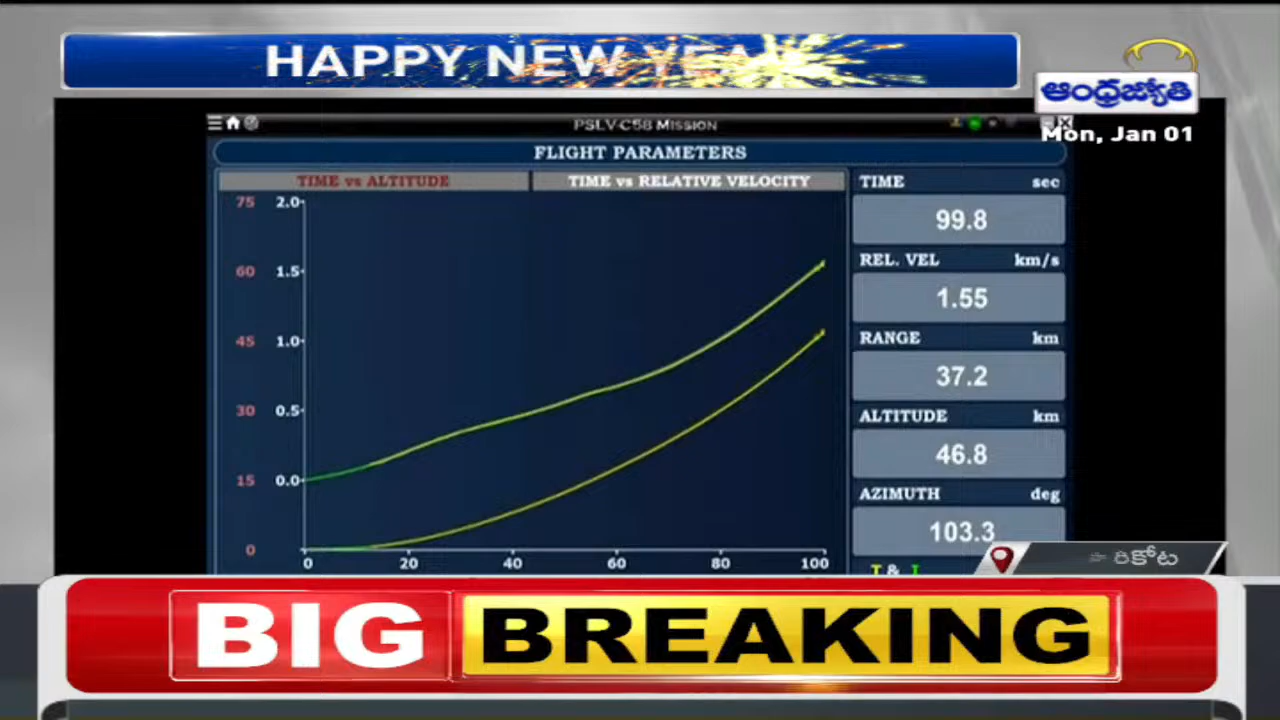 HAPPY NEW YEA
ఆంధ్రజ్యోతి
Mon, Jan 01
PSLV-C58 MISSION
FLIGHT PARAMETERS
TIME vs ALTITUDE
TIME vs RELATIVE VELOCITY
75 2.0
60 1.5
45 1.0
30 0.5
15 0.0
0
0 20 40 60 80 100
TIME sec
99.8
REL. VEL km/s
1.55
RANGE km
37.2
ALTITUDE km
46.8
AZIMUTH deg
103.3
T & I
రికోట
BIG BREAKING